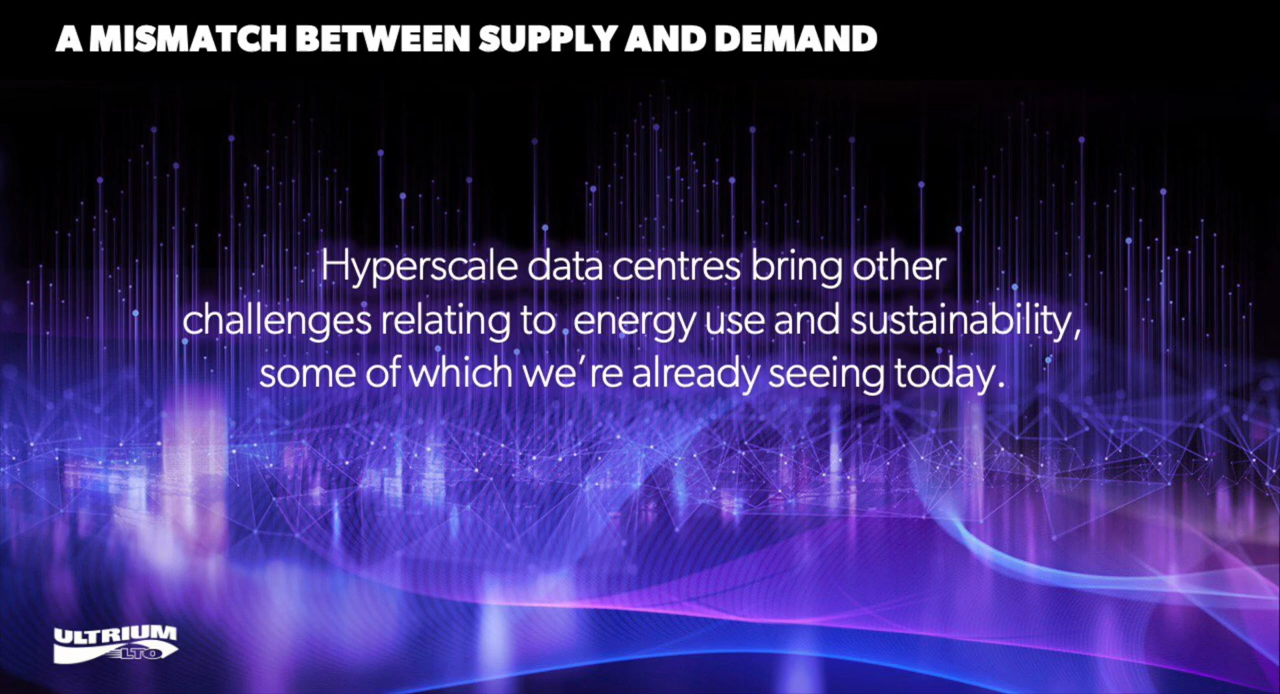 A MISMATCH BETWEEN SUPPLY AND DEMAND
Hyperscale data centres bring other
challenges relating to energy use and sustainability,
some of which we're already seeing today.
ULTRIUM
LTO